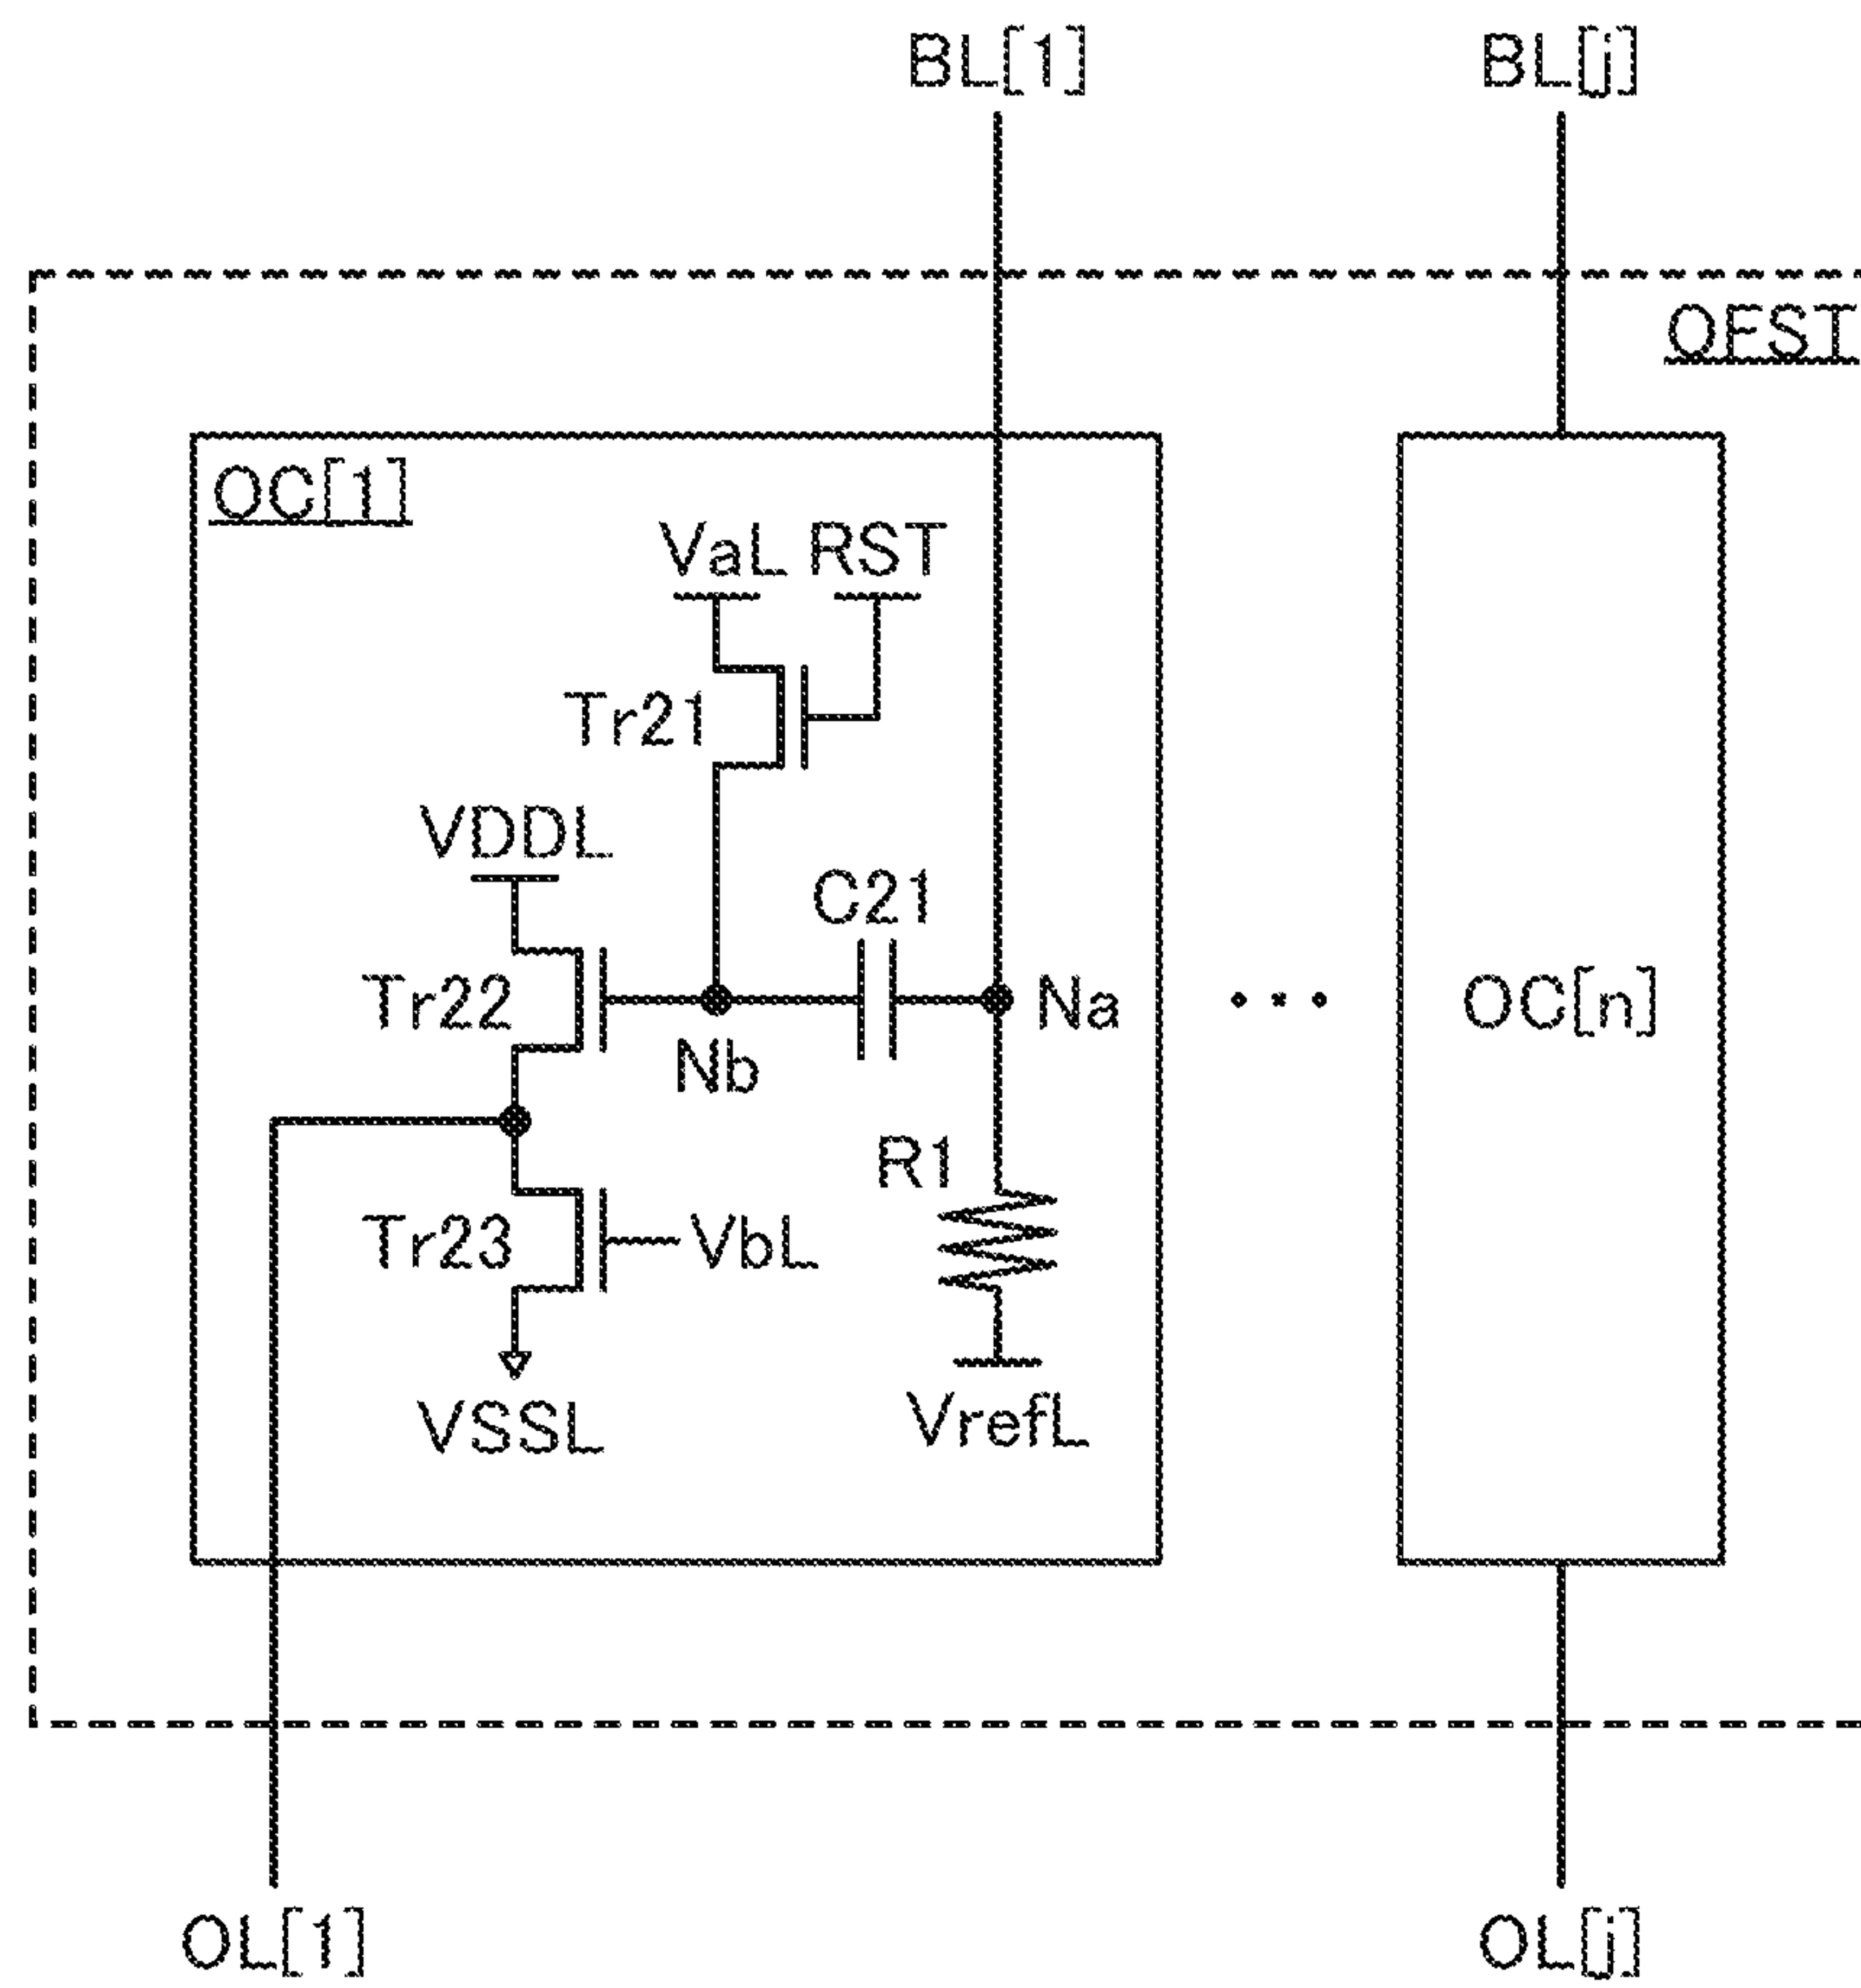 BL[1] BL[j]
OFST
OC[1]
VaL RST
Tr21
VDDL
C21
Tr22 Na OC[n]
Nb
R1
Tr23 VbL
VSSL VrefL
OL[1] OL[j]